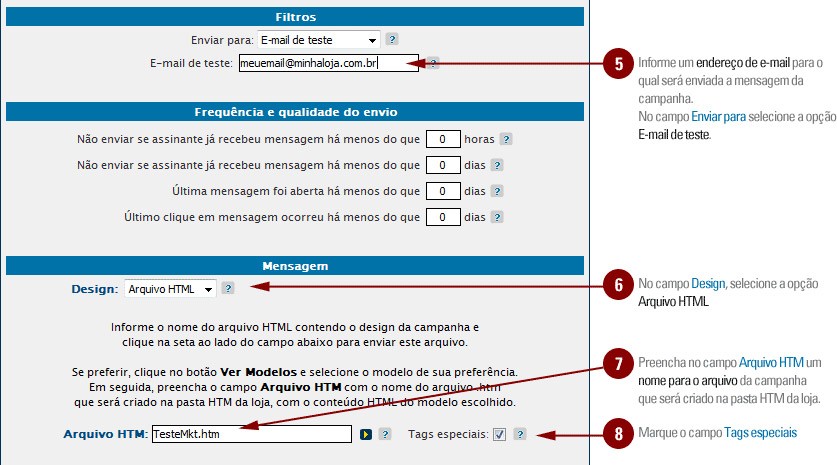 Filtros
Enviar para: E-mail de teste ?
E-mail de teste: meuemail@minhaloja.com.br ?
5 Informe um endereço de e-mail para o
qual será enviada a mensagem da
campanha.
No campo Enviar para selecione a opção
E-mail de teste.
Frequência e qualidade do envio
Não enviar se assinante já recebeu mensagem há menos do que 0 horas ?
Não enviar se assinante já recebeu mensagem há menos do que 0 dias ?
Última mensagem foi aberta há menos do que 0 dias ?
Último clique em mensagem ocorreu há menos do que 0 dias ?
Mensagem
Design: Arquivo HTML ?
6 No campo Design, selecione a opção
Arquivo HTML
Informe o nome do arquivo HTML contendo o design da campanha e
clique na seta ao lado do campo abaixo para enviar este arquivo.
Se preferir, clique no botão Ver Modelos e selecione o modelo de sua preferência.
Em seguida, preencha o campo Arquivo HTM com o nome do arquivo .htm
que será criado na pasta HTM da loja, com o conteúdo HTML do modelo escolhido.
7 Preencha no campo Arquivo HTM um
nome para o arquivo da campanha
que será criado na pasta HTM da loja.
Arquivo HTM: TesteMkt.htm ? Tags especiais: ?
8 Marque o campo Tags especiais